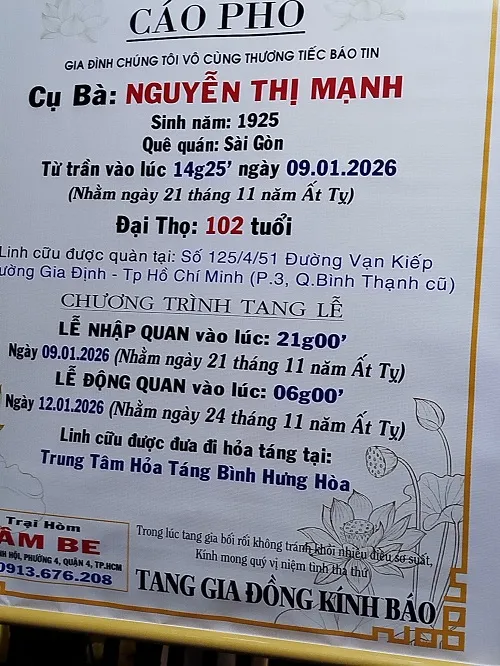 CÁO PHÓ
GIA ĐÌNH CHÚNG TÔI VÔ CÙNG THƯƠNG TIẾC BÁO TIN
Cụ Bà: NGUYỄN THỊ MẠNH
Sinh năm: 1925
Quê quán: Sài Gòn
Từ trần vào lúc 14g25' ngày 09.01.2026
(Nhằm ngày 21 tháng 11 năm Ất Tỵ)
Đại Thọ: 102 tuổi
Linh cữu được quàn tại: Số 125/4/51 Đường Vạn Kiếp
ường Gia Định - Tp Hồ Chí Minh (P.3, Q.Bình Thạnh cũ)
CHƯƠNG TRÌNH TANG LỄ
LỄ NHẬP QUAN vào lúc: 21g00'
Ngày 09.01.2026 (Nhằm ngày 21 tháng 11 năm Ất Tỵ)
LỄ ĐỘNG QUAN vào lúc: 06g00'
Ngày 12.01.2026 (Nhằm ngày 24 tháng 11 năm Ất Tỵ)
Linh cữu được đưa đi hỏa táng tại:
Trung Tâm Hỏa Táng Bình Hưng Hòa
Trại Hòm
ÂM BE
NH HỘI, PHƯỜNG 4, QUẬN 4, TP.HCM
0913.676.208
Trong lúc tang gia bối rối không tránh khỏi nhiều điều sơ suất,
Kính mong quý vị niệm tình tha thứ
TANG GIA ĐỒNG KÍNH BÁO